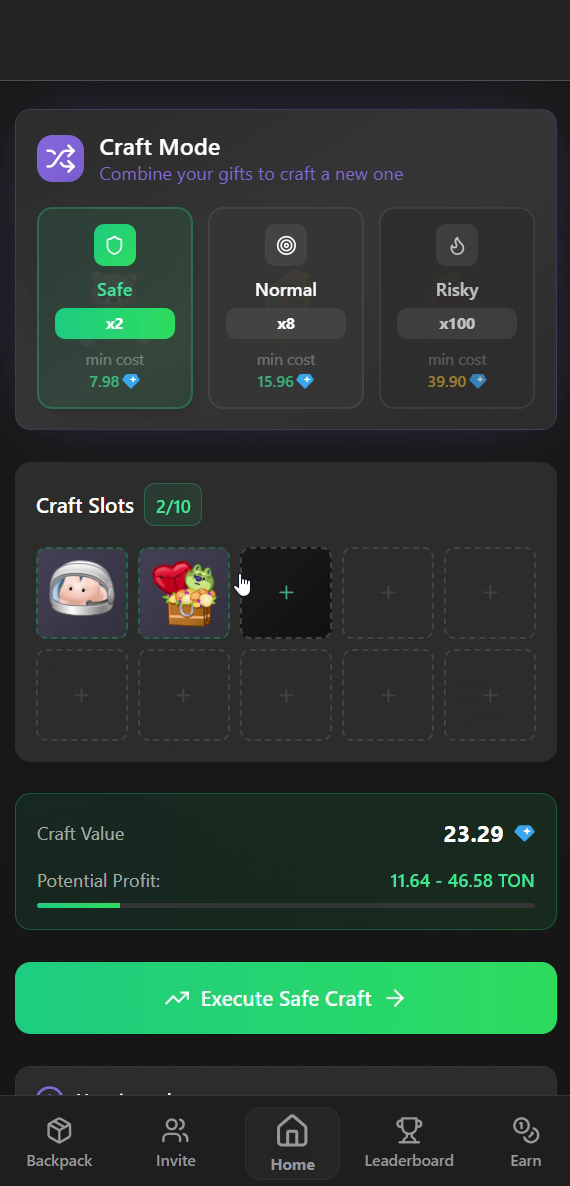 Craft Mode
Combine your gifts to craft a new one
Safe
x2
min cost
7.98
Normal
x8
min cost
15.96
Risky
x100
min cost
39.90
Craft Slots
2/10
Craft Value
23.29
Potential Profit:
11.64 - 46.58 TON
Execute Safe Craft
Backpack
Invite
Home
Leaderboard
Earn